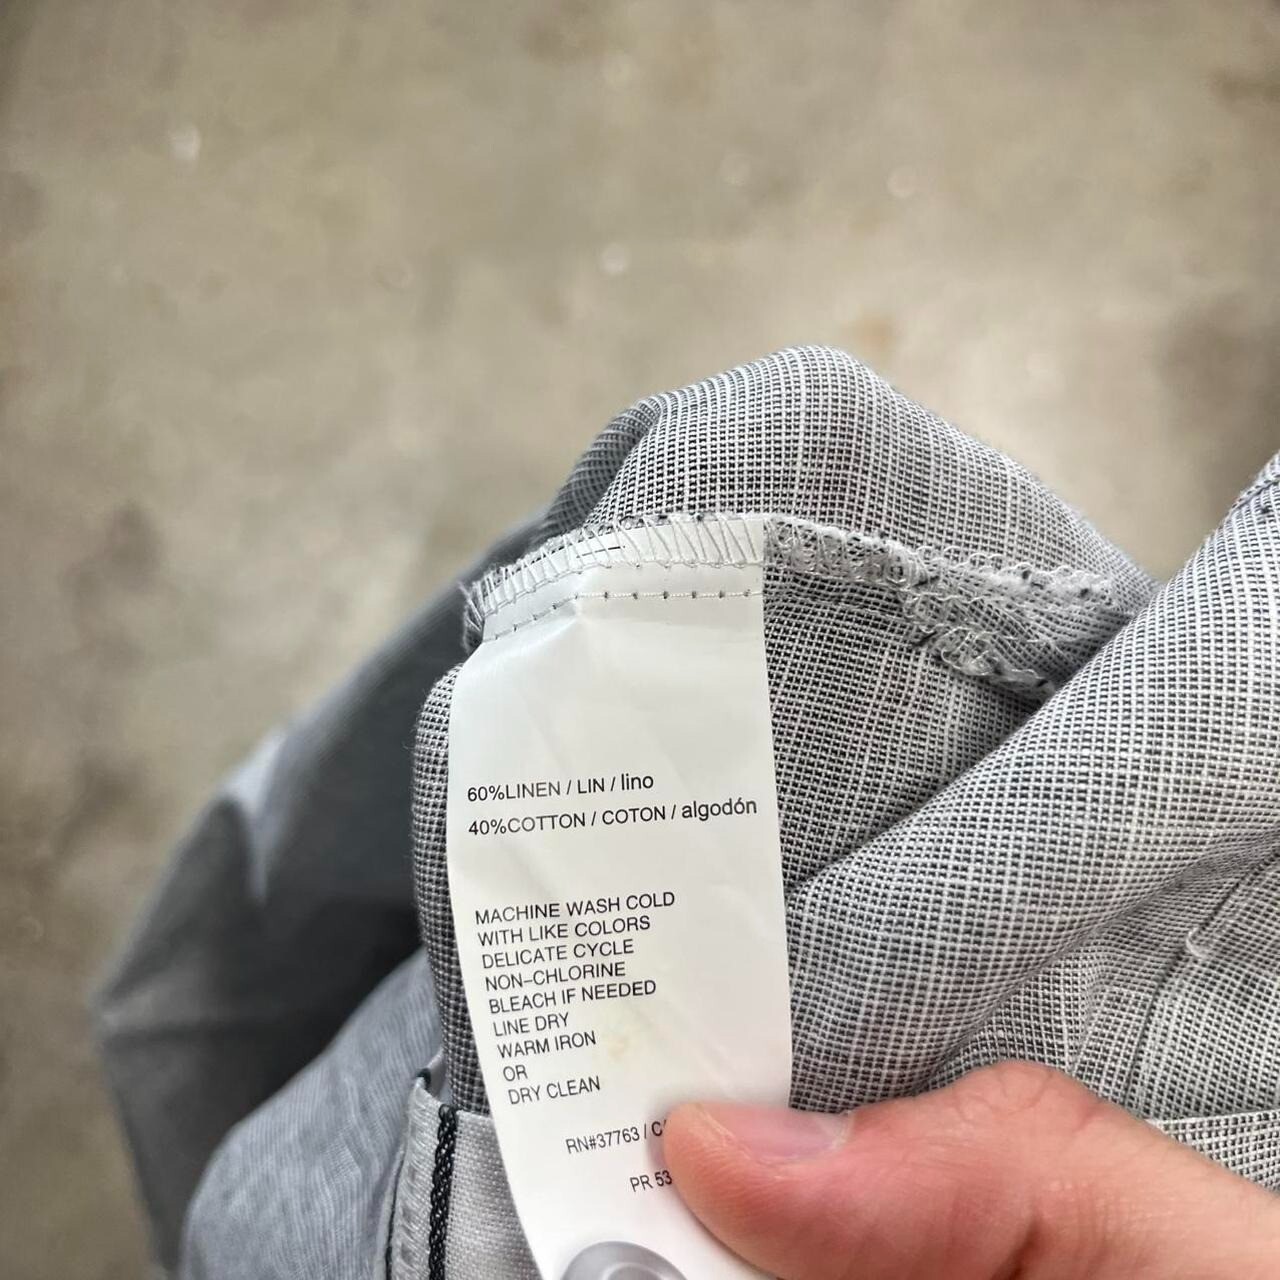 60%LINEN / LIN / lino
40%COTTON / COTON / algodón
MACHINE WASH COLD
WITH LIKE COLORS
DELICATE CYCLE
NON-CHLORINE
BLEACH IF NEEDED
LINE DRY
WARM IRON
OR
DRY CLEAN
RN#37763 /
PR 53